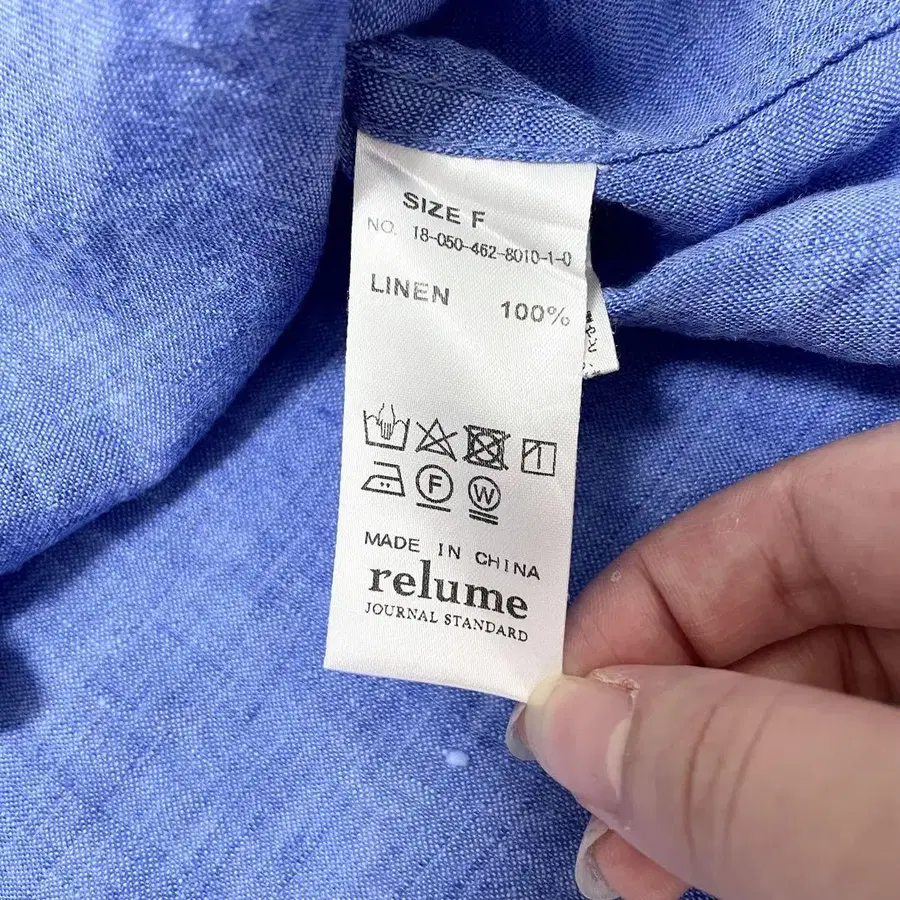 SIZE F
NO. 18-050-462-8010-1-0
LINEN 100%
F W
MADE IN CHINA
relume
JOURNAL STANDARD